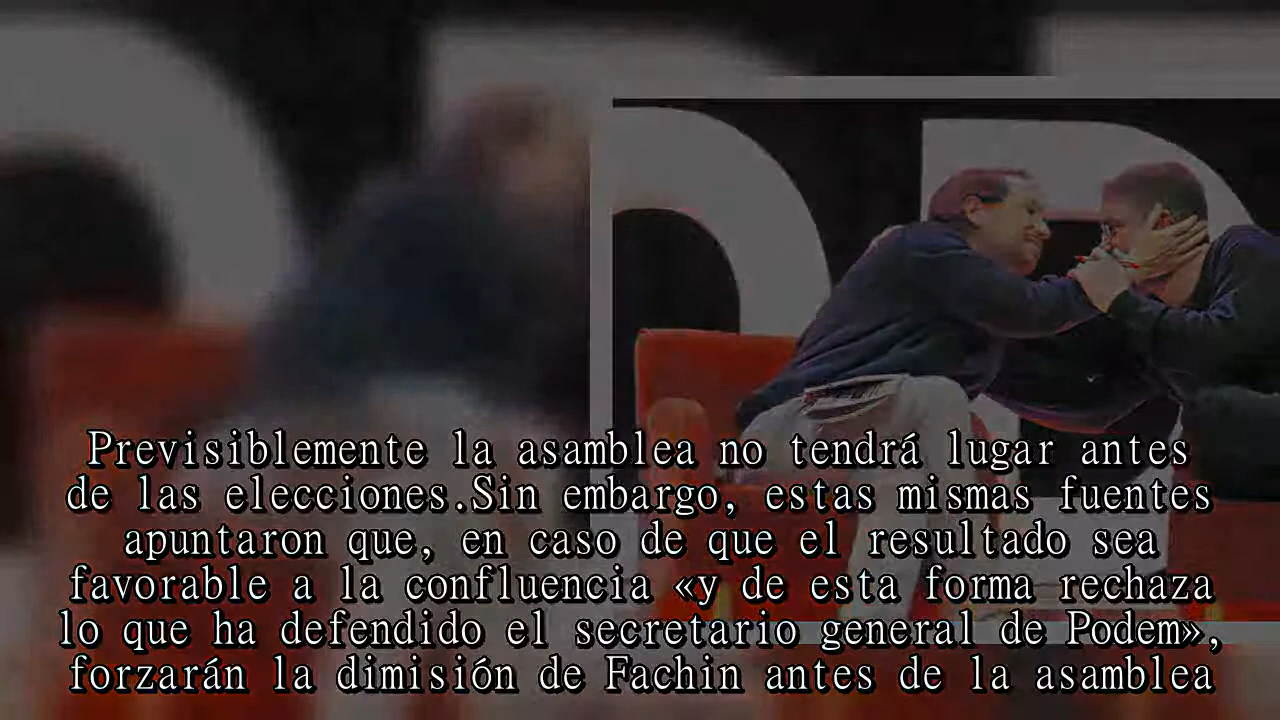 Previsiblemente la asamblea no tendrá lugar antes
de las elecciones.Sin embargo, estas mismas fuentes
apuntaron que, en caso de que el resultado sea
favorable a la confluencia «y de esta forma rechaza
lo que ha defendido el secretario general de Podem»,
forzarán la dimisión de Fachin antes de la asamblea